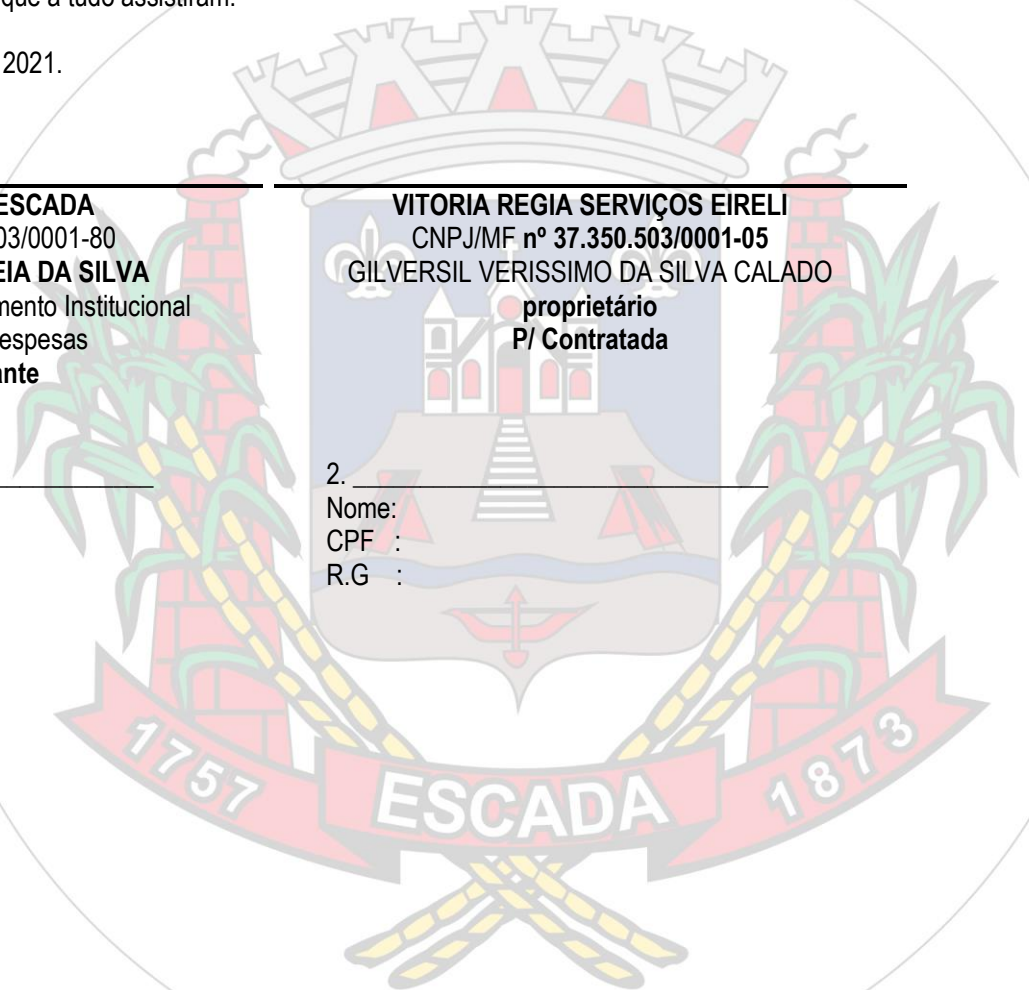 que a tudo assistiram.
2021.
ESCADA
03/0001-80
EIA DA SILVA
mento Institucional
espesas
ante
VITORIA REGIA SERVIÇOS EIRELI
CNPJ/MF nº 37.350.503/0001-05
GILVERSIL VERISSIMO DA SILVA CALADO
proprietário
P/ Contratada
2. ______________________________
Nome:
CPF :
R.G :
1757 ESCADA 1873